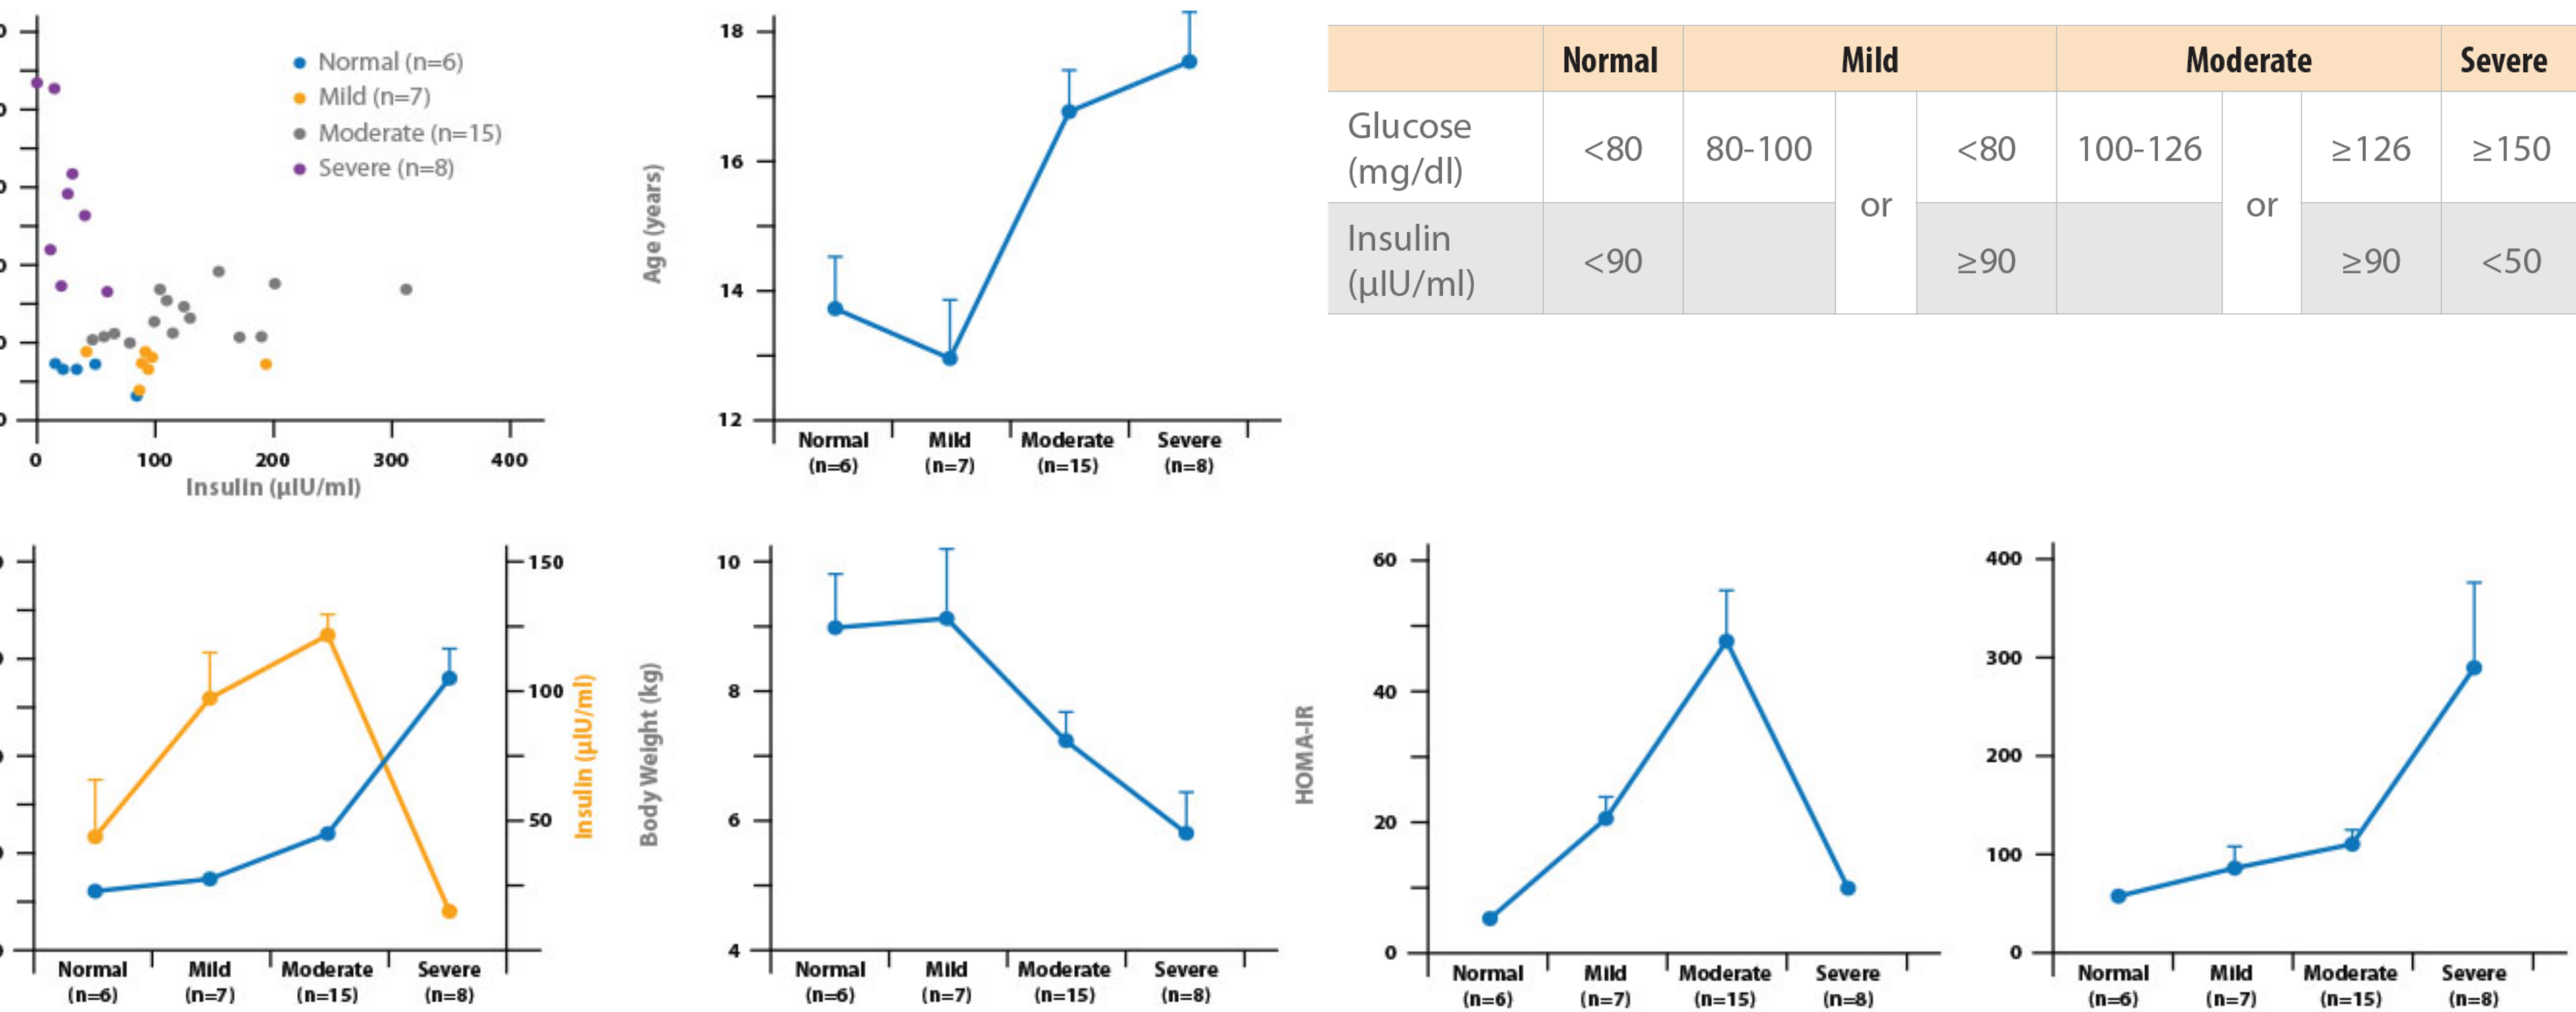 Normal (n=6)
Mild (n=7)
Moderate (n=15)
Severe (n=8)
0 100 200 300 400
Insulin (μIU/ml)
18
16
14
12
Age (years)
Normal Mild Moderate Severe
(n=6) (n=7) (n=15) (n=8)
Normal Mild Moderate Severe
Glucose (mg/dl) <80 80-100 or <80 100-126 or ≥126 ≥150
Insulin (μIU/ml) <90 ≥90 ≥90 <50
150
100
50
Insulin (μIU/ml)
Normal Mild Moderate Severe
(n=6) (n=7) (n=15) (n=8)
10
8
6
4
Body Weight (kg)
Normal Mild Moderate Severe
(n=6) (n=7) (n=15) (n=8)
60
40
20
0
HOMA-IR
Normal Mild Moderate Severe
(n=6) (n=7) (n=15) (n=8)
400
300
200
100
0
Normal Mild Moderate Severe
(n=6) (n=7) (n=15) (n=8)